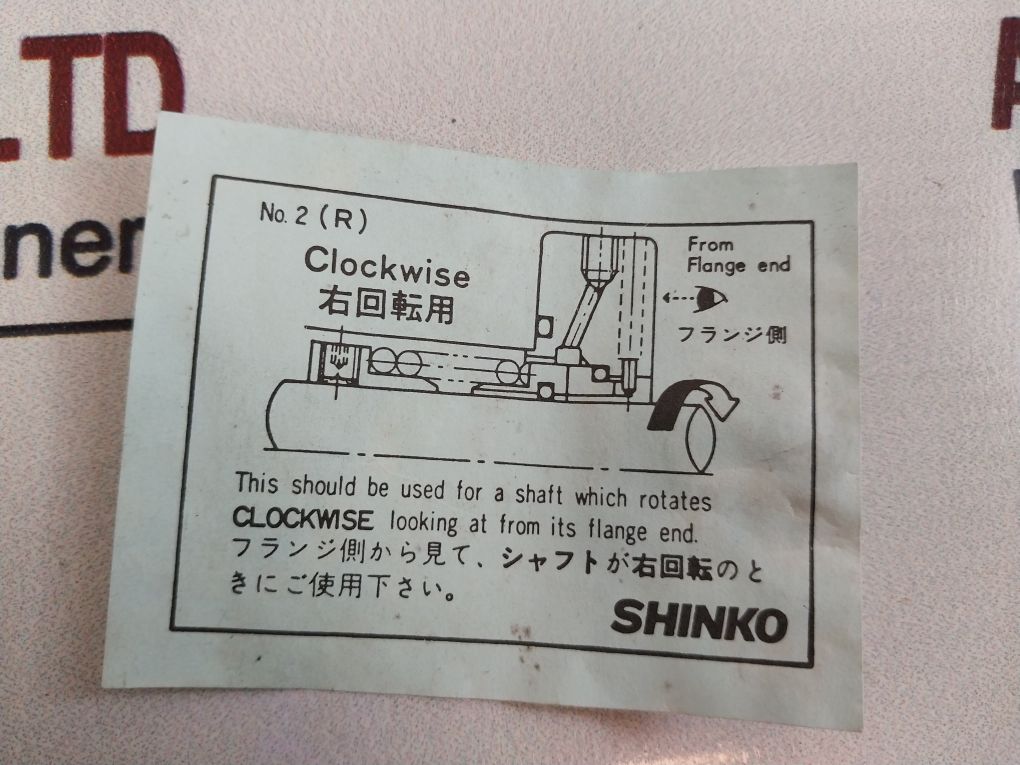 LTD
ner
No. 2 (R)
Clockwise
右回転用
From
Flange end
フランジ側
This should be used for a shaft which rotates
CLOCKWISE looking at from its flange end.
フランジ側から見て、シャフトが右回転のと
きにご使用下さい。
SHINKO